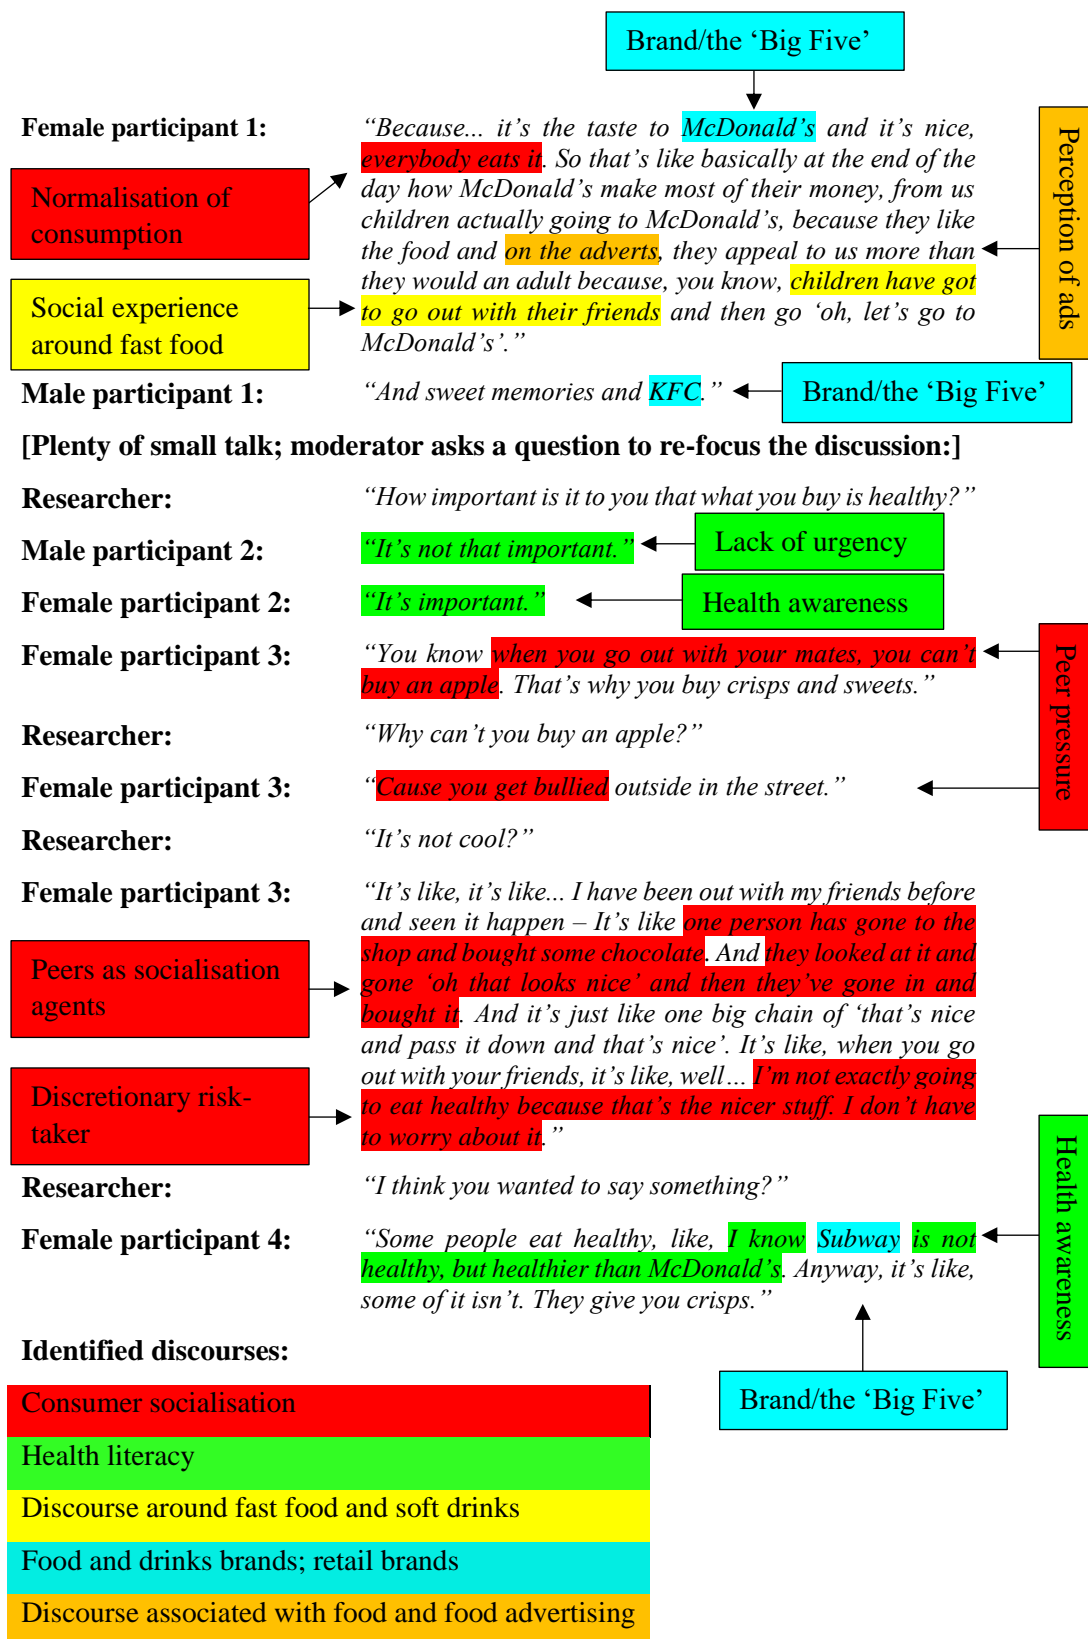 Brand/the ‘Big Five’
Female participant 1:
“Because... it’s the taste to McDonald’s and it’s nice,
everybody eats it. So that’s like basically at the end of the
day how McDonald’s make most of their money, from us
children actually going to McDonald’s, because they like
the food and on the adverts, they appeal to us more than
they would an adult because, you know, children have got
to go out with their friends and then go ‘oh, let’s go to
McDonald’s’.”
Normalisation of
consumption
Social experience
around fast food
Perception of ads
Male participant 1:
“And sweet memories and KFC.”
Brand/the ‘Big Five’
[Plenty of small talk; moderator asks a question to re-focus the discussion:]
Researcher:
“How important is it to you that what you buy is healthy?”
Male participant 2:
“It’s not that important.”
Lack of urgency
Female participant 2:
“It’s important.”
Health awareness
Female participant 3:
“You know when you go out with your mates, you can’t
buy an apple. That’s why you buy crisps and sweets.”
Peer pressure
Researcher:
“Why can’t you buy an apple?”
Female participant 3:
“Cause you get bullied outside in the street.”
Researcher:
“It’s not cool?”
Female participant 3:
“It’s like, it’s like... I have been out with my friends before
and seen it happen – It’s like one person has gone to the
shop and bought some chocolate. And they looked at it and
gone ‘oh that looks nice’ and then they’ve gone in and
bought it. And it’s just like one big chain of ‘that’s nice
and pass it down and that’s nice’. It’s like, when you go
out with your friends, it’s like, well... I’m not exactly going
to eat healthy because that’s the nicer stuff. I don’t have
to worry about it.”
Peers as socialisation
agents
Discretionary risk-
taker
Researcher:
“I think you wanted to say something?”
Female participant 4:
“Some people eat healthy, like, I know Subway is not
healthy, but healthier than McDonald’s. Anyway, it’s like,
some of it isn’t. They give you crisps.”
Health awareness
Brand/the ‘Big Five’
Identified discourses:
Consumer socialisation
Health literacy
Discourse around fast food and soft drinks
Food and drinks brands; retail brands
Discourse associated with food and food advertising